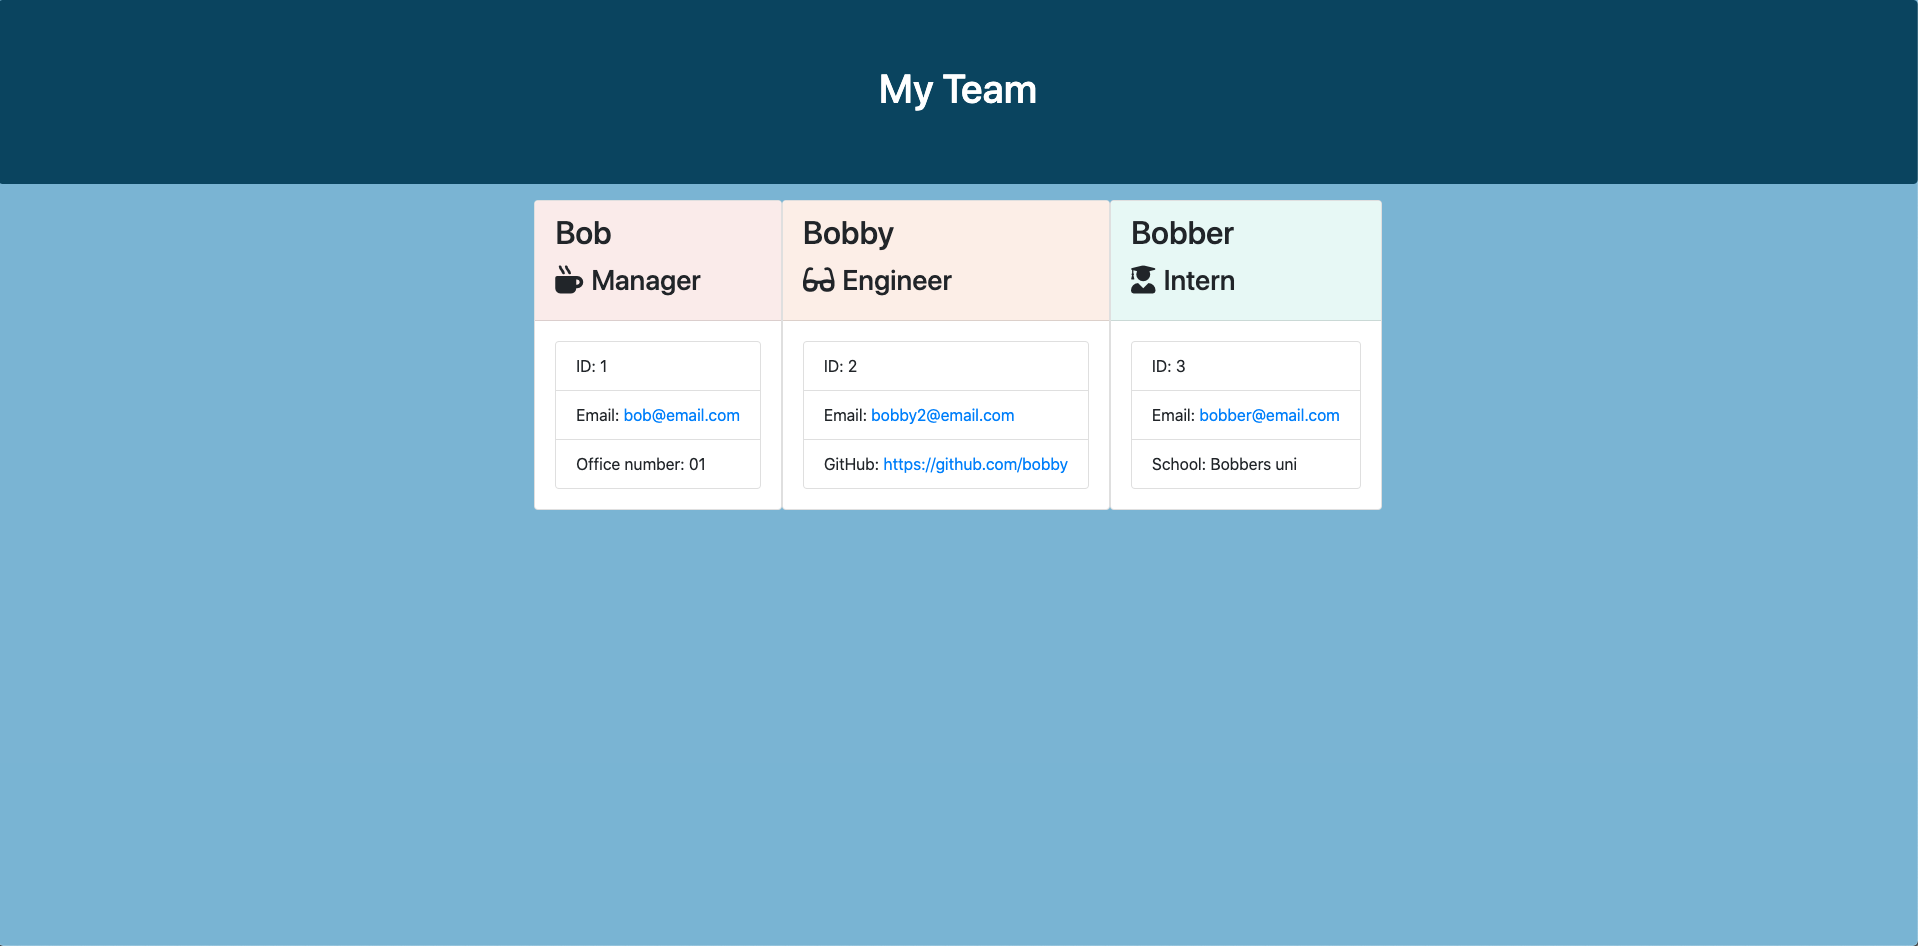 My Team
Bob
Manager
ID: 1
Email: bob@email.com
Office number: 01
Bobby
Engineer
ID: 2
Email: bobby2@email.com
GitHub: https://github.com/bobby
Bobber
Intern
ID: 3
Email: bobber@email.com
School: Bobbers uni